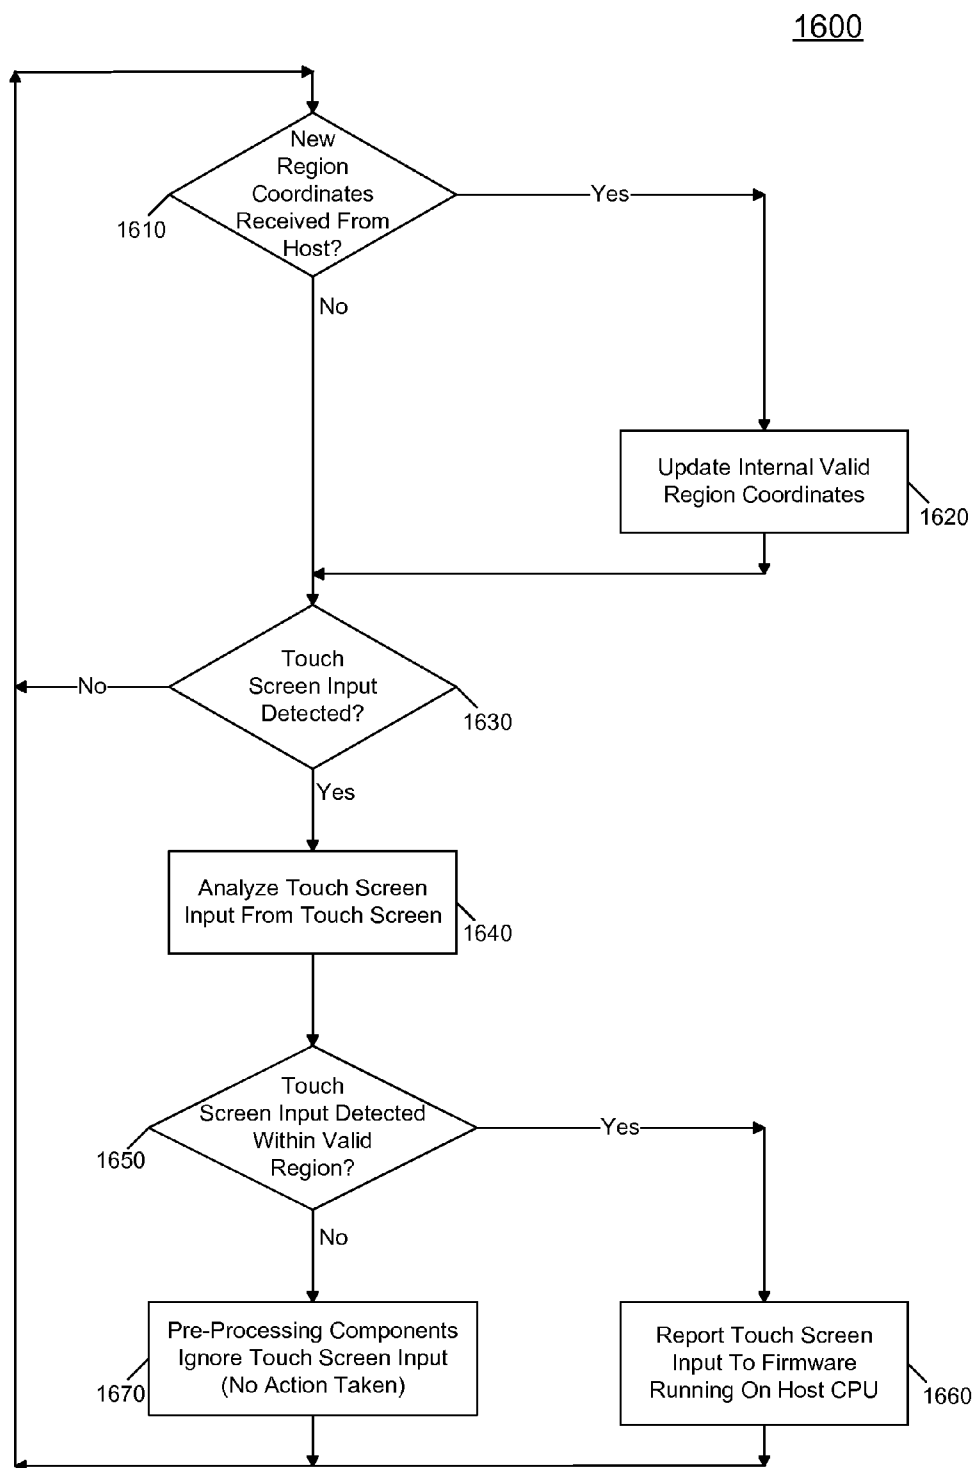 1600
New
Region
Coordinates
Received From
Host?
1610
Yes
No
Update Internal Valid
Region Coordinates
1620
Touch
Screen Input
Detected?
No
1630
Yes
Analyze Touch Screen
Input From Touch Screen
1640
Touch
Screen Input Detected
Within Valid
Region?
1650
Yes
No
Pre-Processing Components
Ignore Touch Screen Input
(No Action Taken)
1670
Report Touch Screen
Input To Firmware
Running On Host CPU
1660